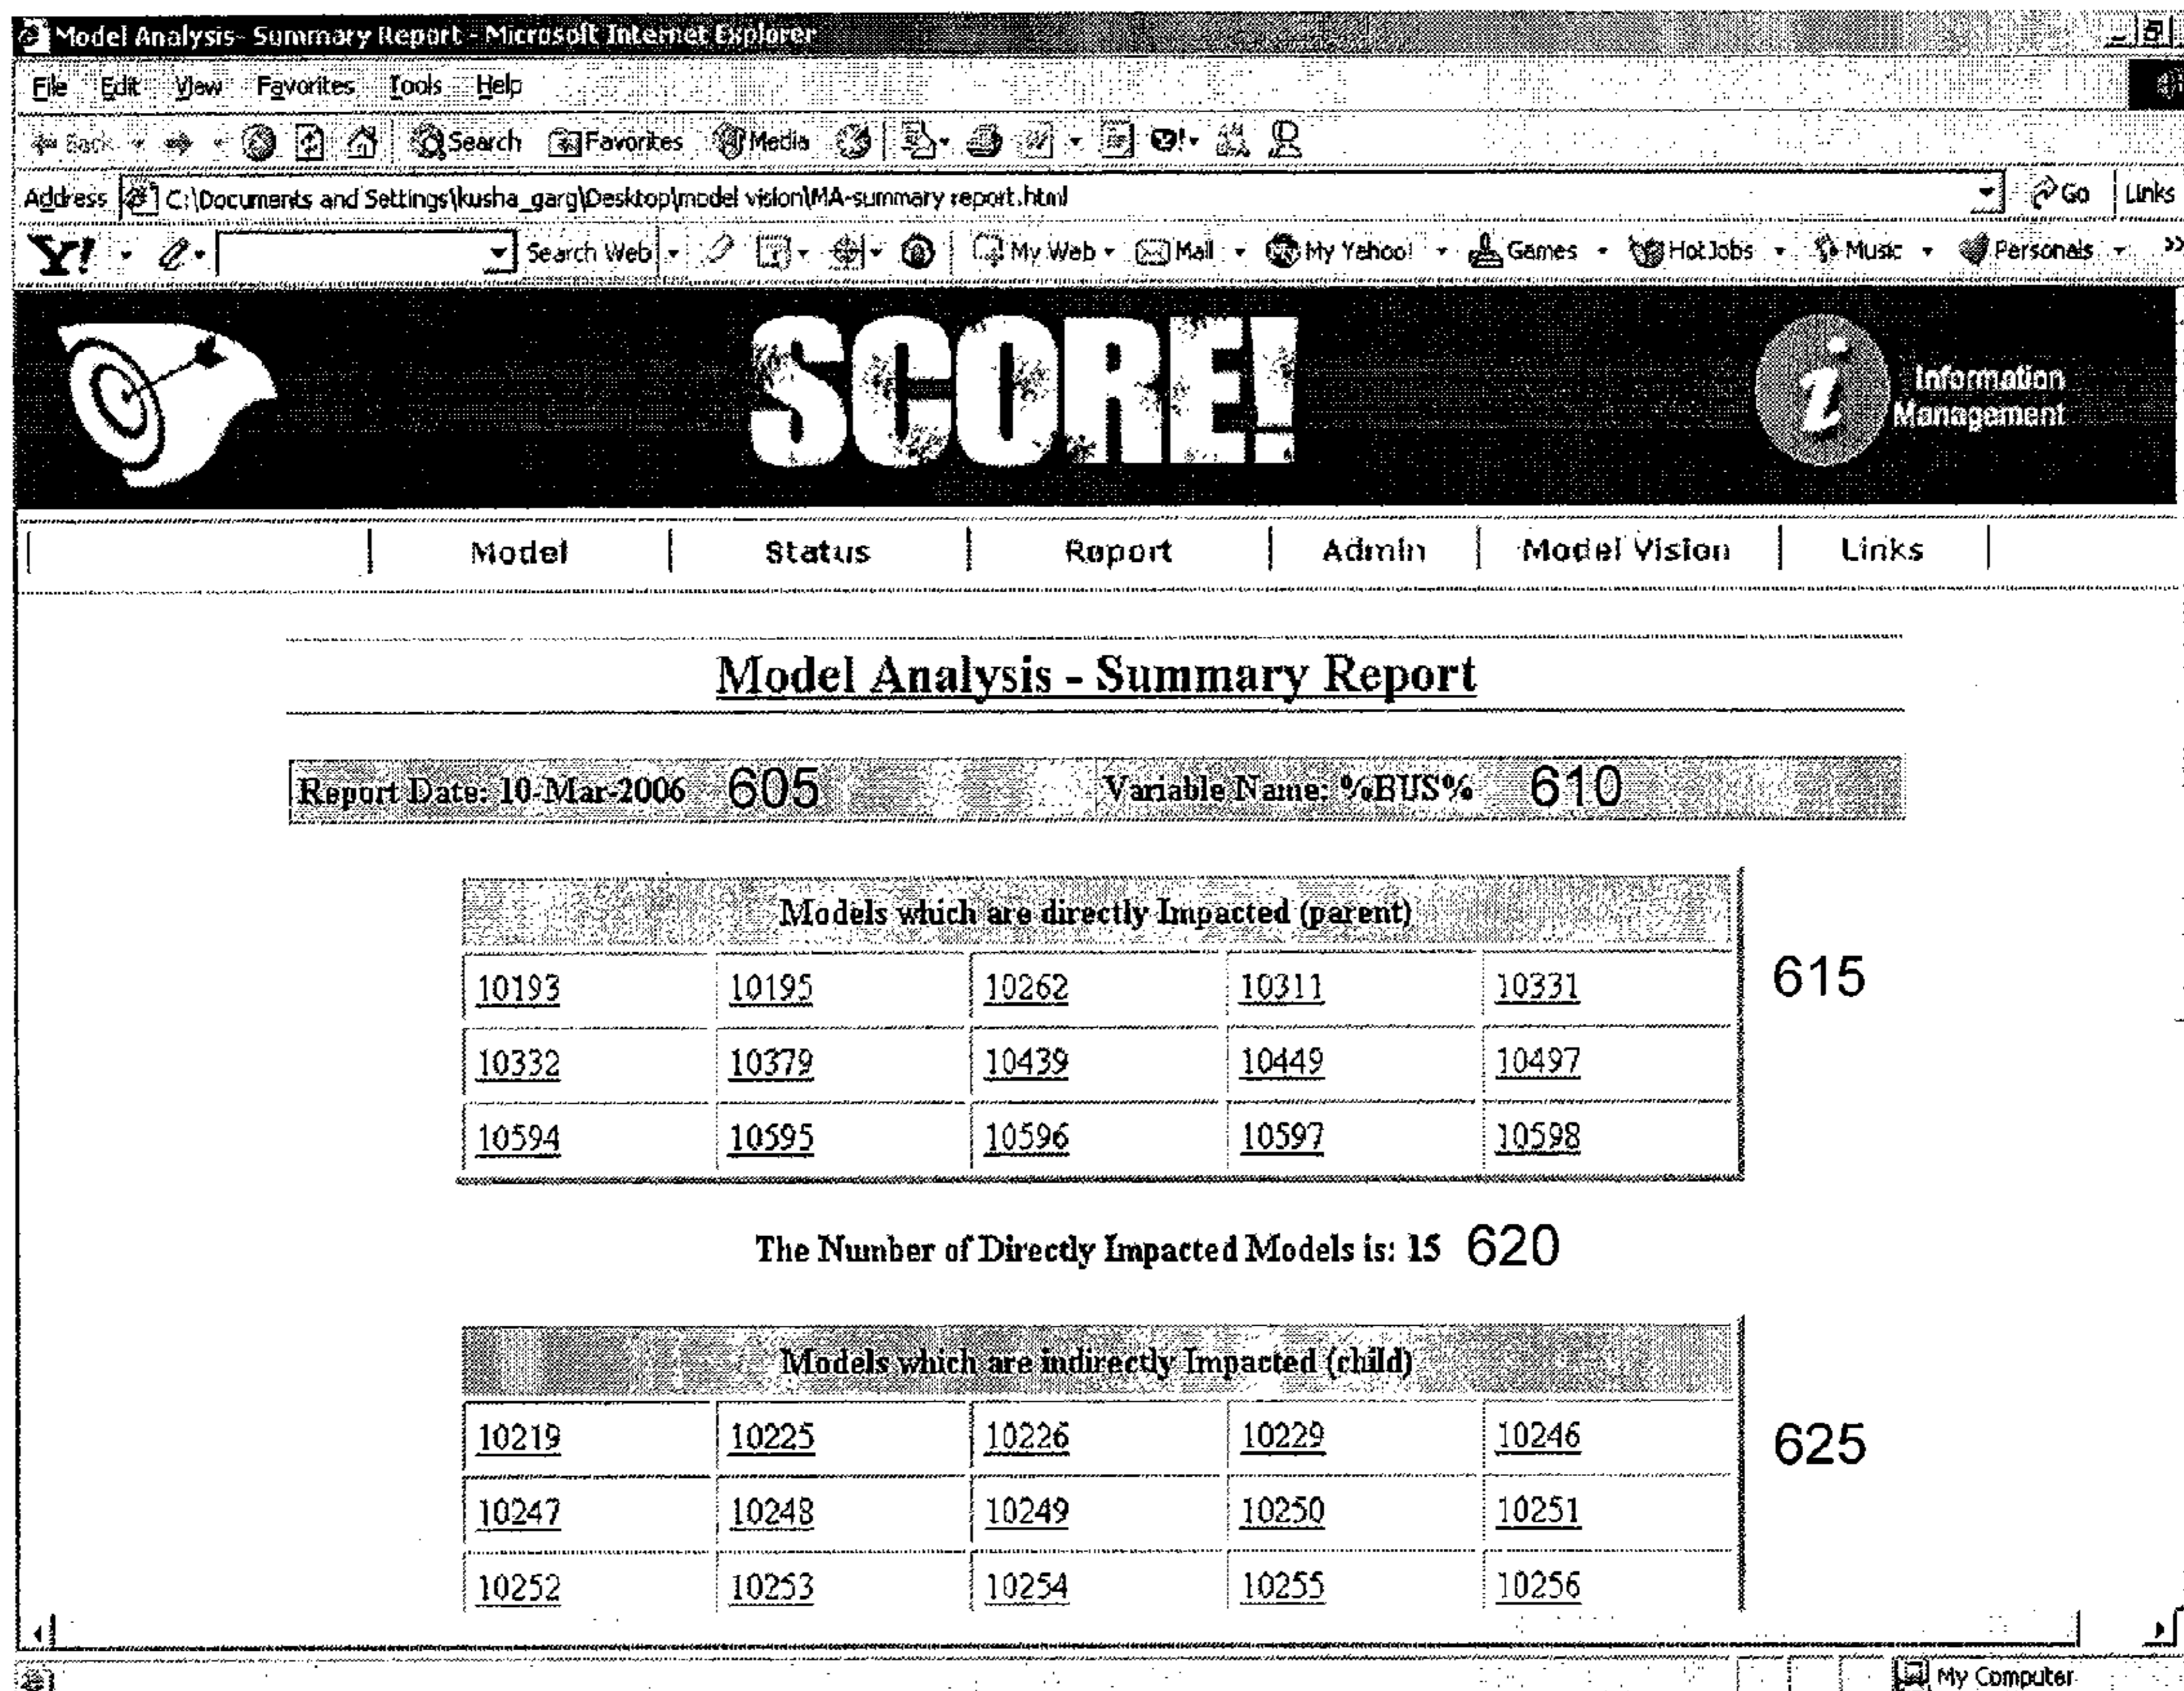 Model Analysis- Summary Report - Microsoft Internet Explorer
File Edit View Favorites Tools Help
Back Search Favorites Media
Address C:\Documents and Settings\kusha_garg\Desktop\model vision\MA-summary report.html Go Links
Y! Search Web My Web Mail My Yahoo! Games HotJobs Music Personals >>
SCORE!
i Information
Management
Model Status Report Admin Model Vision Links
Model Analysis - Summary Report
Report Date: 10-Mar-2006 605 Variable Name: %BUS% 610
Models which are directly Impacted (parent)
10193 10195 10262 10311 10331 615
10332 10379 10439 10449 10497
10594 10595 10596 10597 10598
The Number of Directly Impacted Models is: 15 620
Models which are indirectly Impacted (child)
10219 10225 10226 10229 10246 625
10247 10248 10249 10250 10251
10252 10253 10254 10255 10256
My Computer